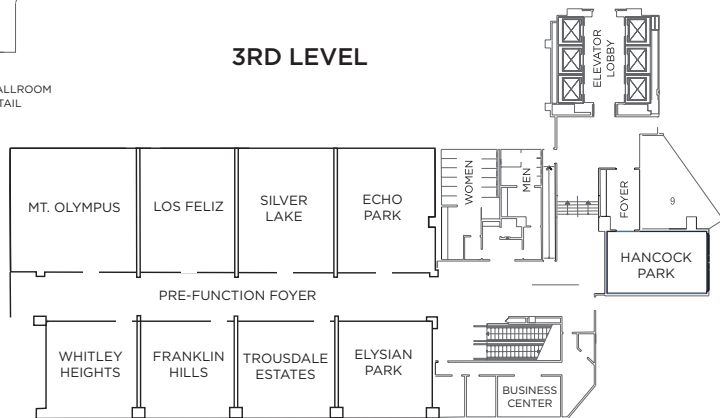 3RD LEVEL
ALLROOM
TAIL
ELEVATOR
LOBBY
MT. OLYMPUS
LOS FELIZ
SILVER
LAKE
ECHO
PARK
WOMEN
MEN
FOYER
9
HANCOCK
PARK
PRE-FUNCTION FOYER
WHITLEY
HEIGHTS
FRANKLIN
HILLS
TROUSDALE
ESTATES
ELYSIAN
PARK
BUSINESS
CENTER